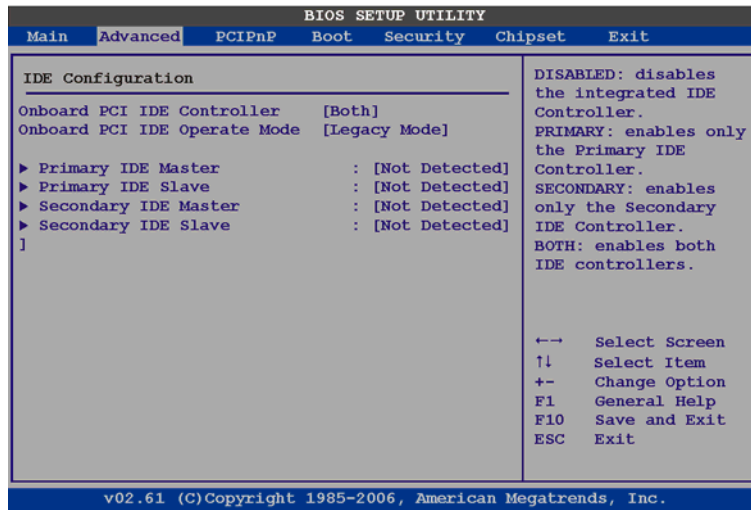 BIOS SETUP UTILITY
Main Advanced PCIPnP Boot Security Chipset Exit
IDE Configuration
Onboard PCI IDE Controller [Both]
Onboard PCI IDE Operate Mode [Legacy Mode]
▶ Primary IDE Master : [Not Detected]
▶ Primary IDE Slave : [Not Detected]
▶ Secondary IDE Master : [Not Detected]
▶ Secondary IDE Slave : [Not Detected]
]
DISABLED: disables
the integrated IDE
Controller.
PRIMARY: enables only
the Primary IDE
Controller.
SECONDARY: enables
only the Secondary
IDE Controller.
BOTH: enables both
IDE controllers.
←→ Select Screen
↑↓ Select Item
+- Change Option
F1 General Help
F10 Save and Exit
ESC Exit
v02.61 (C)Copyright 1985-2006, American Megatrends, Inc.